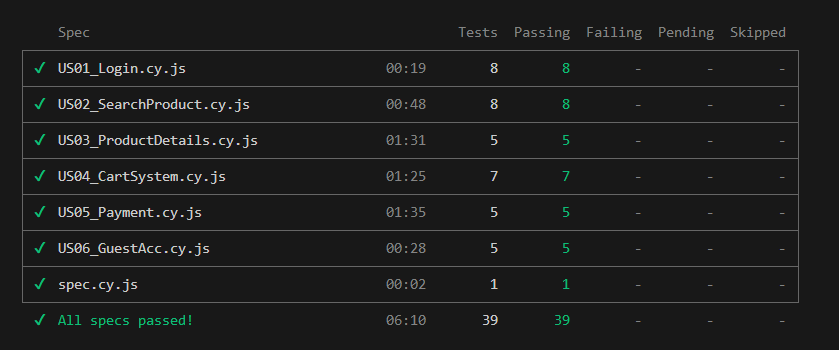 Spec Tests Passing Failing Pending Skipped
✓ US01_Login.cy.js 00:19 8 8 - - -
✓ US02_SearchProduct.cy.js 00:48 8 8 - - -
✓ US03_ProductDetails.cy.js 01:31 5 5 - - -
✓ US04_CartSystem.cy.js 01:25 7 7 - - -
✓ US05_Payment.cy.js 01:35 5 5 - - -
✓ US06_GuestAcc.cy.js 00:28 5 5 - - -
✓ spec.cy.js 00:02 1 1 - - -
✓ All specs passed! 06:10 39 39 - - -